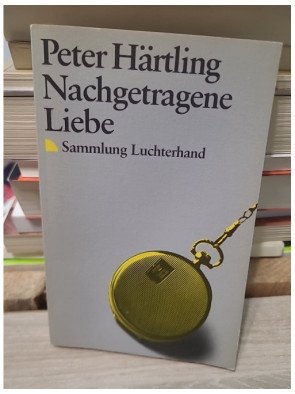 Peter Härtling
Nachgetragene
Liebe
Sammlung Luchterhand